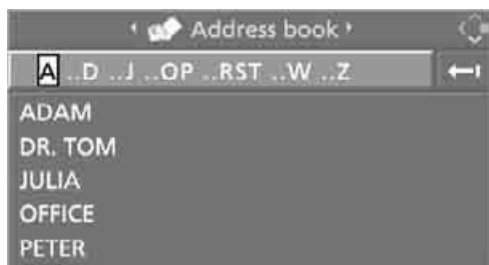 Address book
A ..D ..J ..OP ..RST ..W ..Z
ADAM
DR. TOM
JULIA
OFFICE
PETER